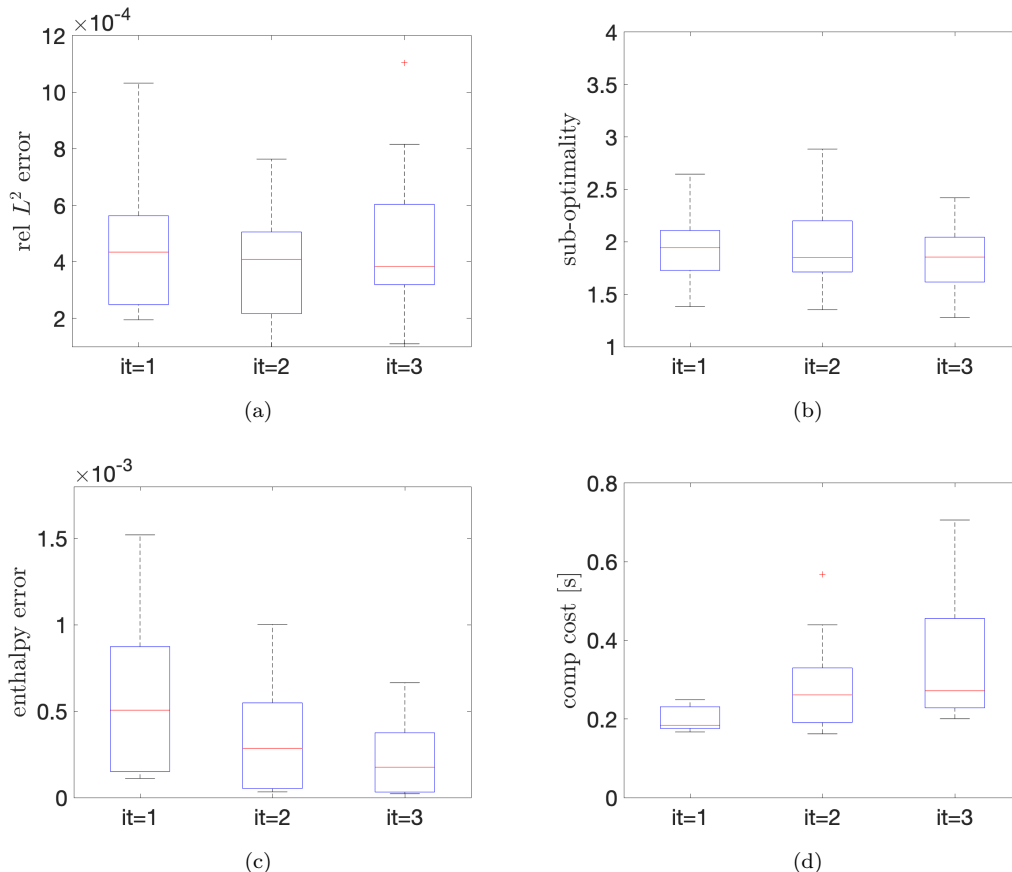 ×10⁻⁴
12
10
8
6
4
2
rel L² error
it=1 it=2 it=3
(a)
4
3.5
3
2.5
2
1.5
1
sub-optimality
it=1 it=2 it=3
(b)
×10⁻³
1.5
1
0.5
0
enthalpy error
it=1 it=2 it=3
(c)
0.8
0.6
0.4
0.2
0
comp cost [s]
it=1 it=2 it=3
(d)